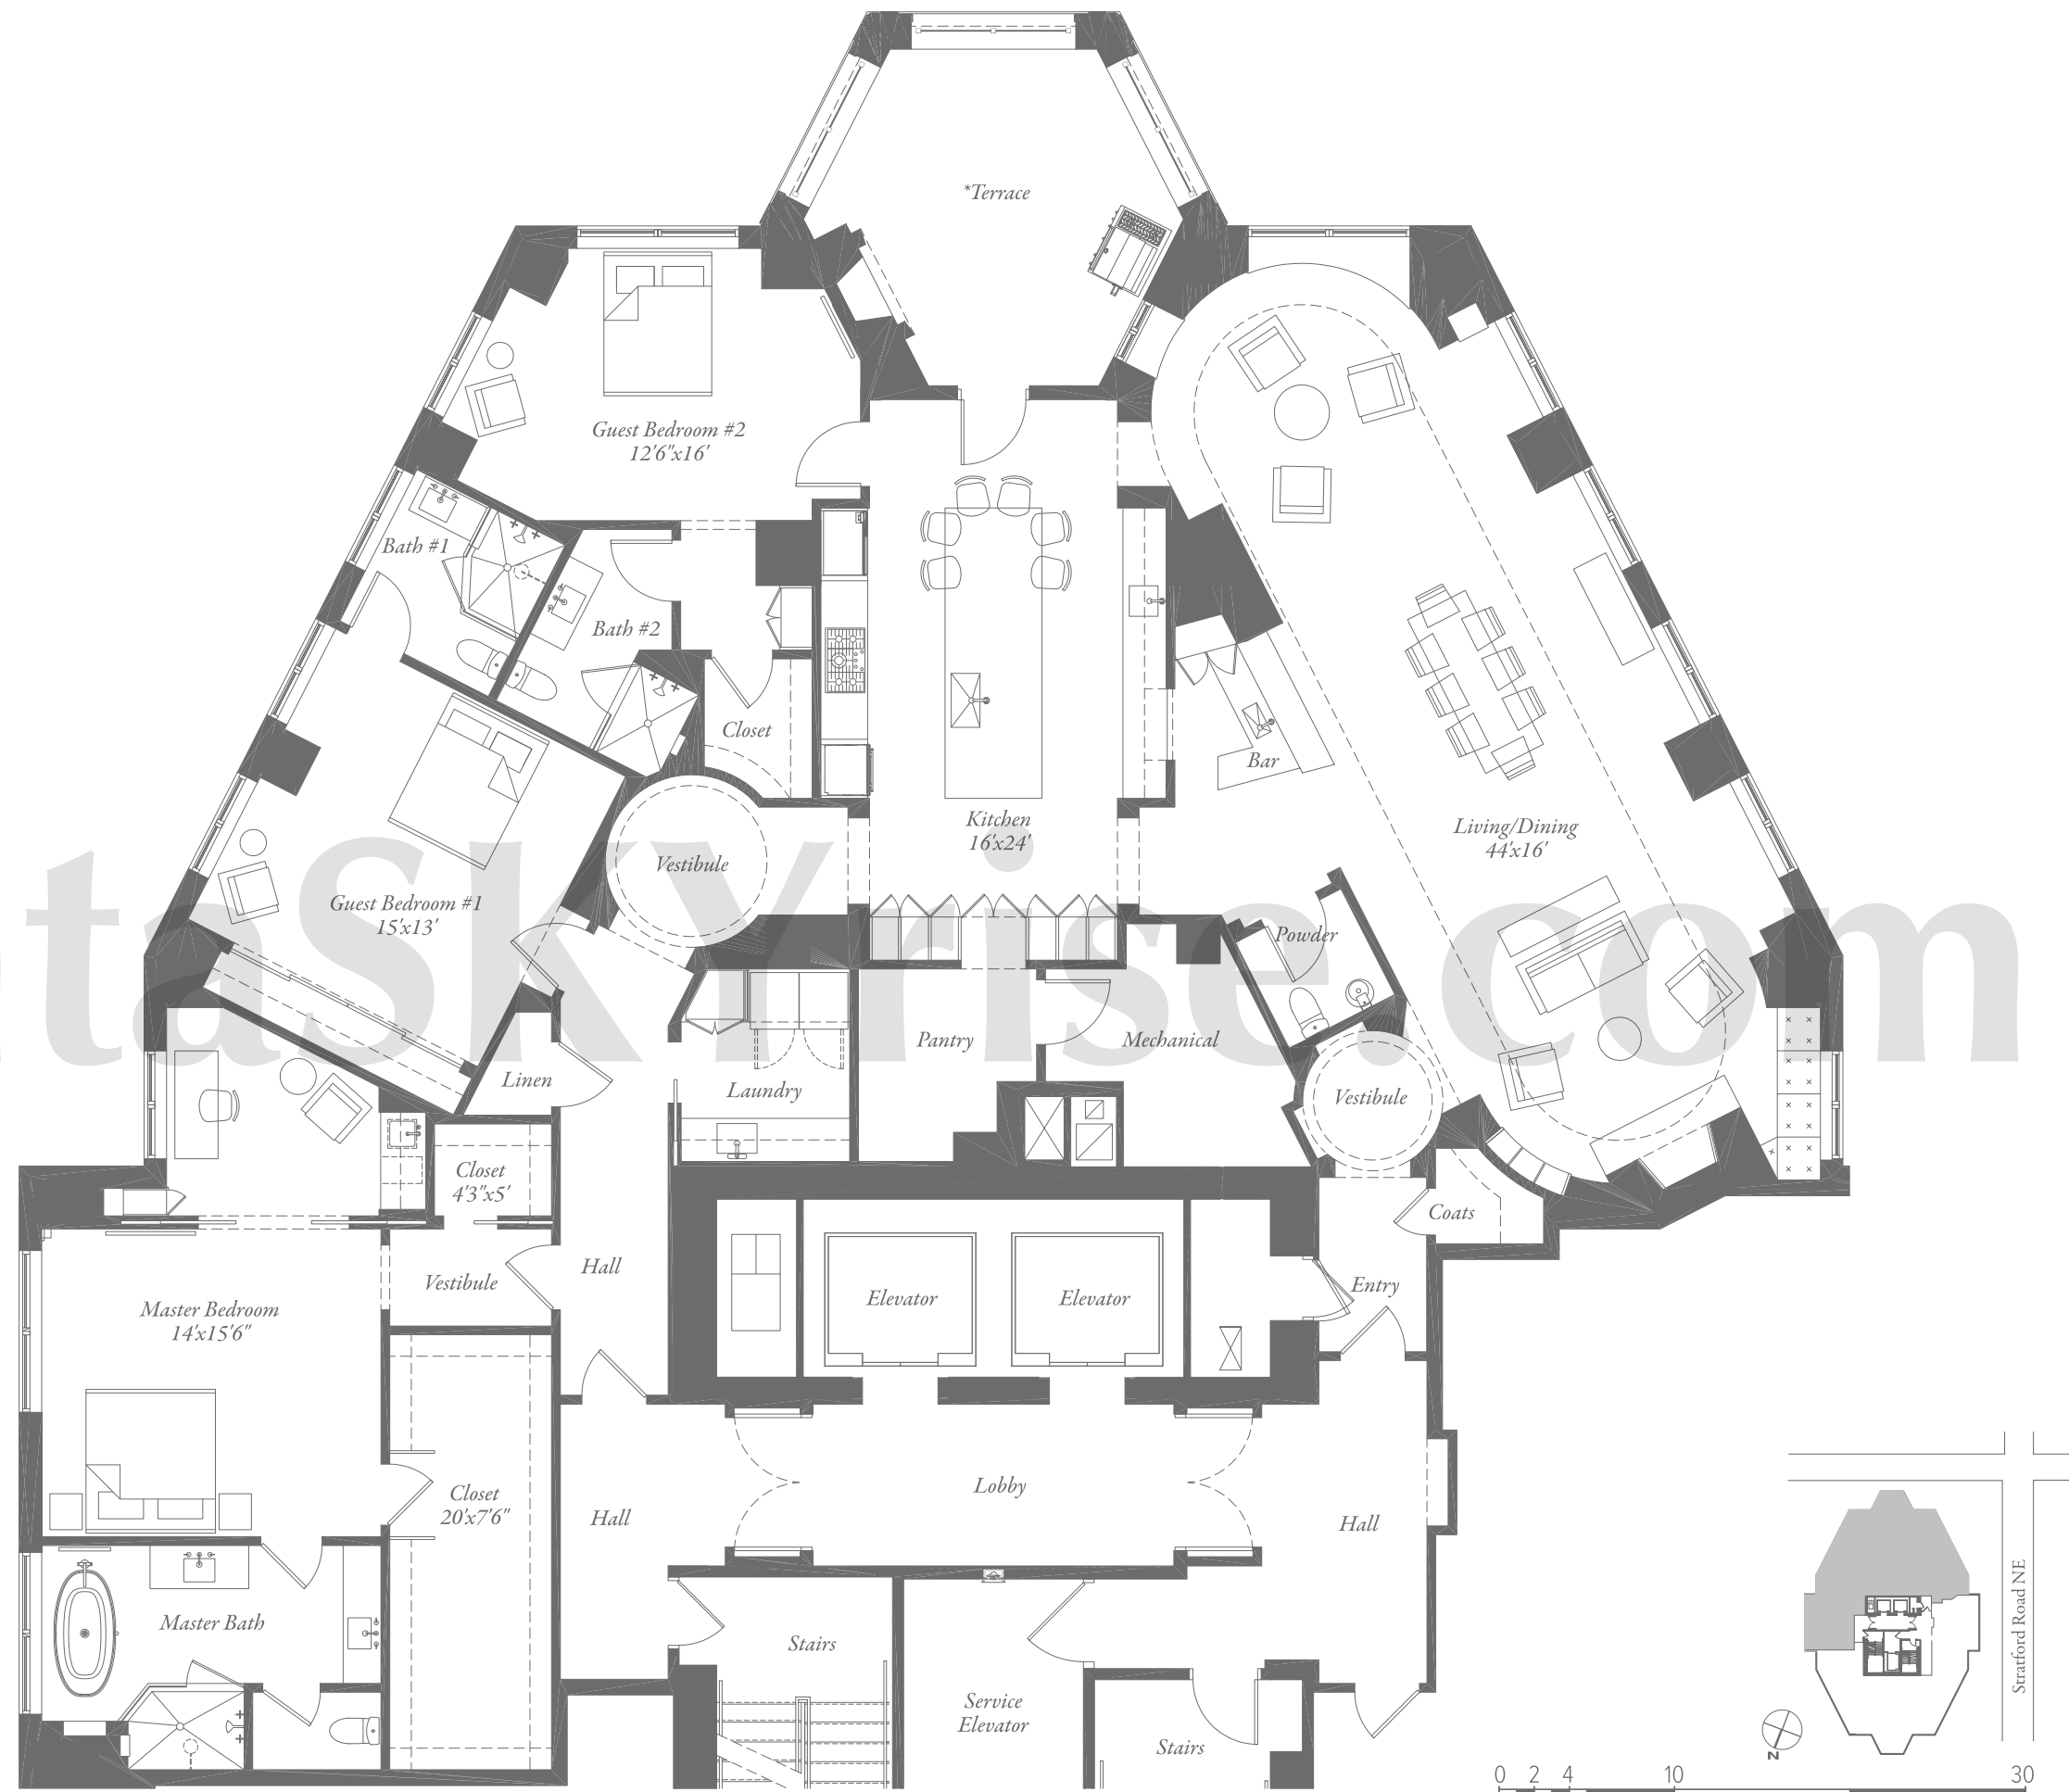 *Terrace
Guest Bedroom #2
12'6"x16'
Bath #1
Bath #2
Closet
Bar
Kitchen
16'x24'
Living/Dining
44'x16'
Vestibule
Guest Bedroom #1
15'x13'
Powder
taSKYrise.com
Pantry
Mechanical
Linen
Laundry
Vestibule
Closet
4'3"x5'
Coats
Hall
Vestibule
Entry
Elevator
Elevator
Master Bedroom
14'x15'6"
Lobby
Closet
20'x7'6"
Hall
Hall
Master Bath
Stairs
Service
Elevator
Stairs
Stratford Road NE
N
0 2 4 10 30